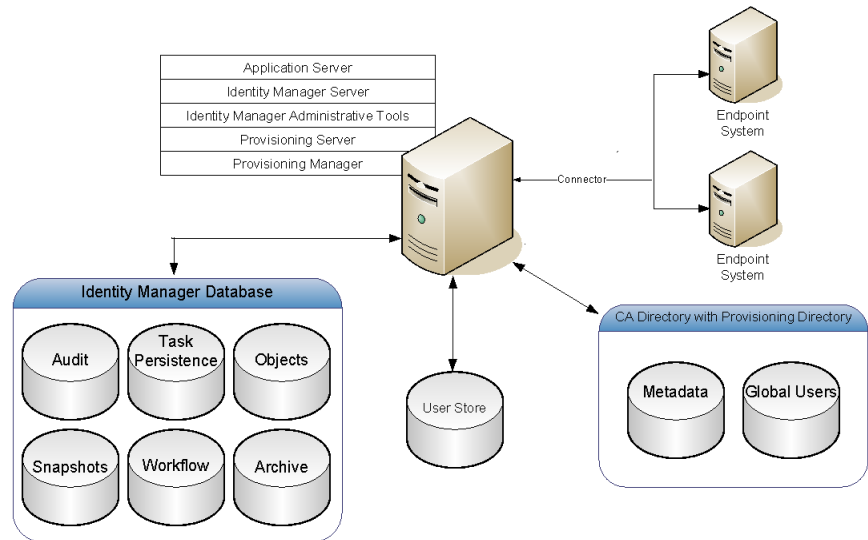 Application Server
Identity Manager Server
Identity Manager Administrative Tools
Provisioning Server
Provisioning Manager
Endpoint
System
Connector
Endpoint
System
Identity Manager Database
Audit
Task
Persistence
Objects
Snapshots
Workflow
Archive
User Store
CA Directory with Provisioning Directory
Metadata
Global Users